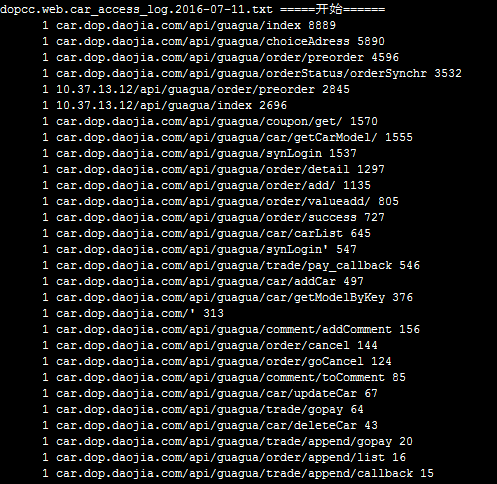 dopcc.web.car_access_log.2016-07-11.txt =====开始======
1 car.dop.daojia.com/api/guagua/index 8889
1 car.dop.daojia.com/api/guagua/choiceAdress 5890
1 car.dop.daojia.com/api/guagua/order/preorder 4596
1 car.dop.daojia.com/api/guagua/orderStatus/orderSynchr 3532
1 10.37.13.12/api/guagua/order/preorder 2845
1 10.37.13.12/api/guagua/index 2696
1 car.dop.daojia.com/api/guagua/coupon/get/ 1570
1 car.dop.daojia.com/api/guagua/car/getCarModel/ 1555
1 car.dop.daojia.com/api/guagua/synLogin 1537
1 car.dop.daojia.com/api/guagua/order/detail 1297
1 car.dop.daojia.com/api/guagua/order/add/ 1135
1 car.dop.daojia.com/api/guagua/order/valueadd/ 805
1 car.dop.daojia.com/api/guagua/order/success 727
1 car.dop.daojia.com/api/guagua/car/carList 645
1 car.dop.daojia.com/api/guagua/synLogin' 547
1 car.dop.daojia.com/api/guagua/trade/pay_callback 546
1 car.dop.daojia.com/api/guagua/car/addCar 497
1 car.dop.daojia.com/api/guagua/car/getModelByKey 376
1 car.dop.daojia.com/' 313
1 car.dop.daojia.com/api/guagua/comment/addComment 156
1 car.dop.daojia.com/api/guagua/order/cancel 144
1 car.dop.daojia.com/api/guagua/order/goCancel 124
1 car.dop.daojia.com/api/guagua/comment/toComment 85
1 car.dop.daojia.com/api/guagua/car/updateCar 67
1 car.dop.daojia.com/api/guagua/trade/gopay 64
1 car.dop.daojia.com/api/guagua/car/deleteCar 43
1 car.dop.daojia.com/api/guagua/trade/append/gopay 20
1 car.dop.daojia.com/api/guagua/order/append/list 16
1 car.dop.daojia.com/api/guagua/trade/append/callback 15